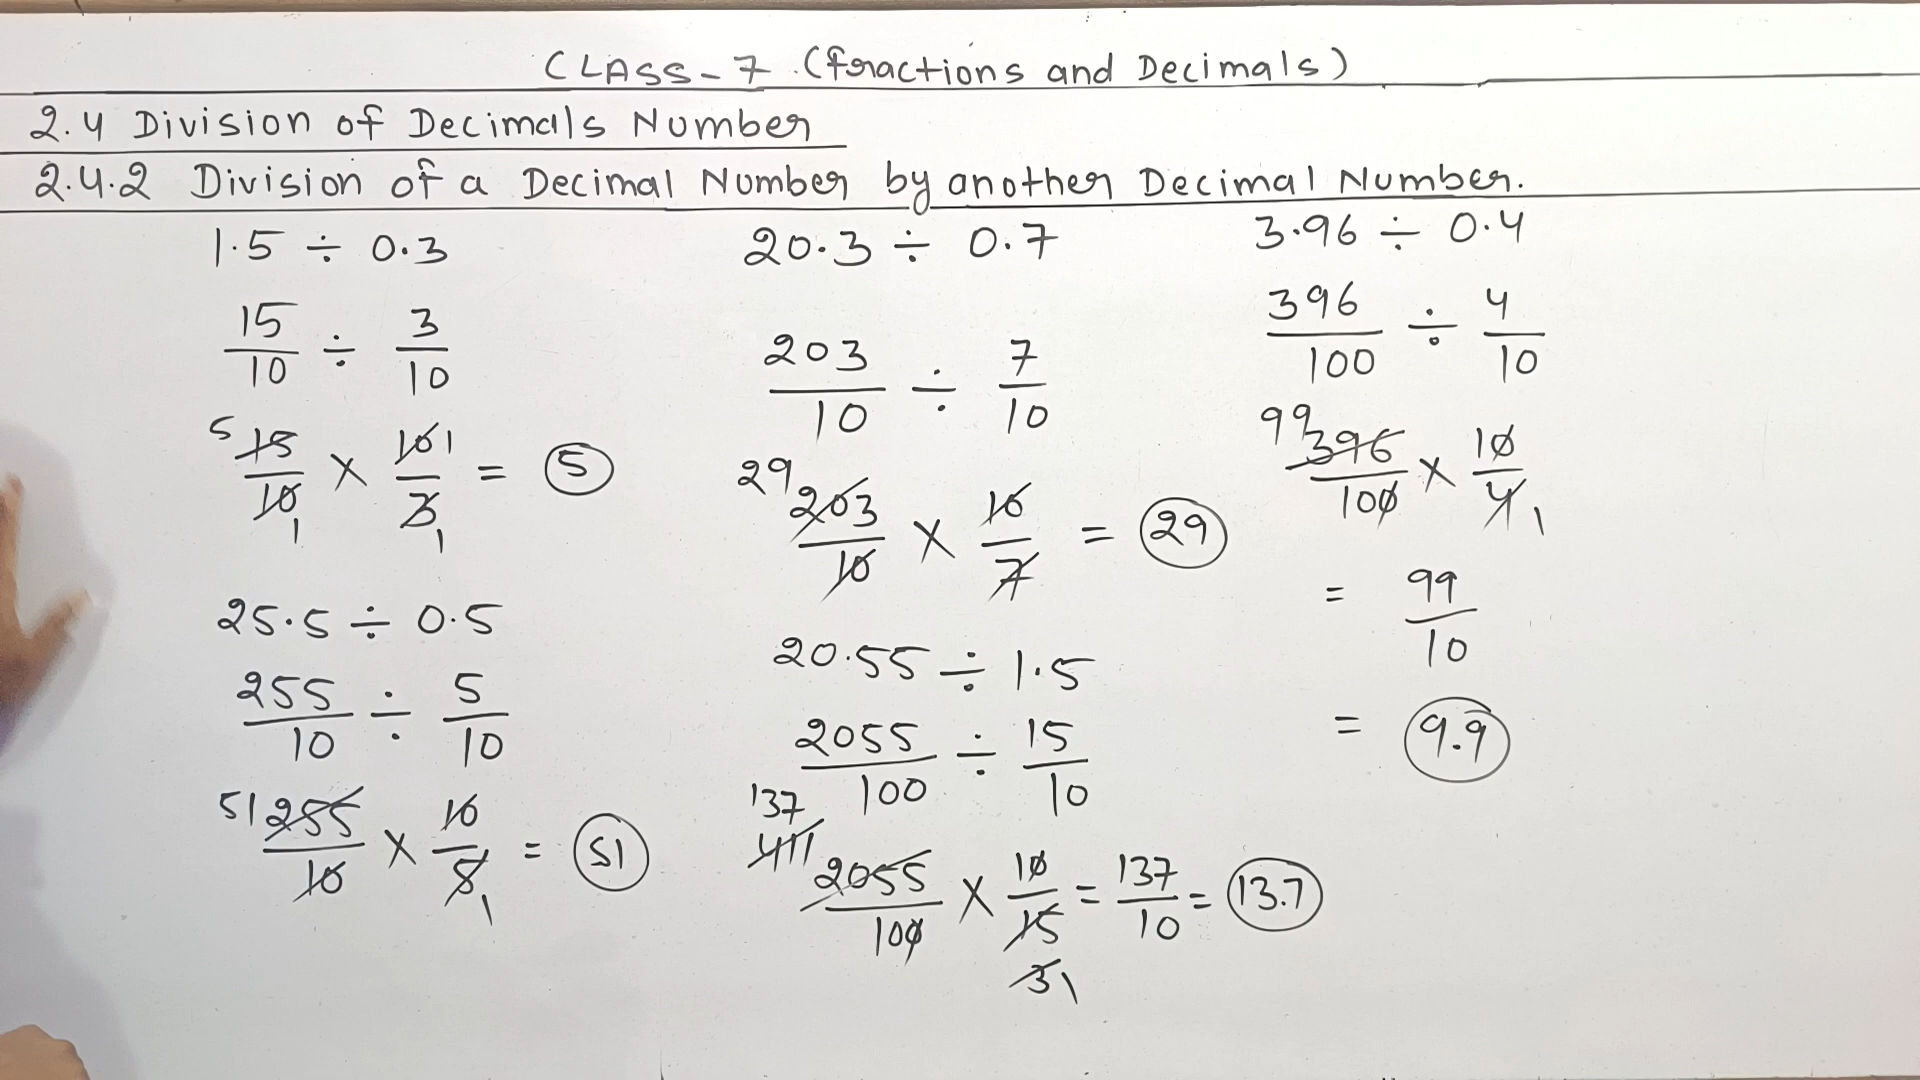 CLASS-7 (fractions and Decimals)
2.4 Division of Decimals Number
2.4.2 Division of a Decimal Number by another Decimal Number.
1.5 ÷ 0.3
15/10 ÷ 3/10
5 15/10 1 × 10 1/3 1 = 5
25.5 ÷ 0.5
255/10 ÷ 5/10
51 255/10 × 10/5 1 = 51
20.3 ÷ 0.7
203/10 ÷ 7/10
29 203/10 × 10/7 = 29
20.55 ÷ 1.5
2055/100 ÷ 15/10
137
411 2055/100 × 10/15 = 137/10 = 13.7
3 1
3.96 ÷ 0.4
396/100 ÷ 4/10
99 396/100 × 10/4 1
= 99/10
= 9.9